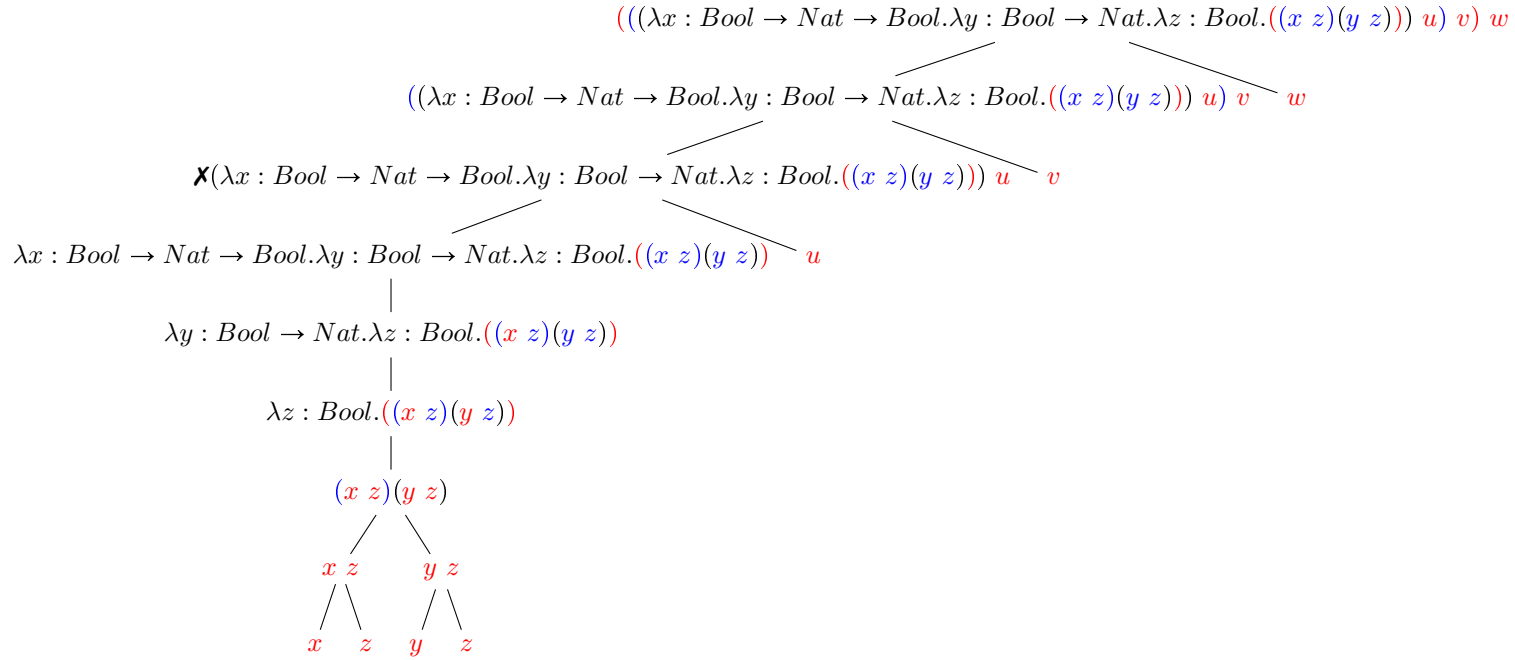 (((λx : Bool → Nat → Bool.λy : Bool → Nat.λz : Bool.((x z)(y z))) u) v) w
((λx : Bool → Nat → Bool.λy : Bool → Nat.λz : Bool.((x z)(y z))) u) v w
✗(λx : Bool → Nat → Bool.λy : Bool → Nat.λz : Bool.((x z)(y z))) u v
λx : Bool → Nat → Bool.λy : Bool → Nat.λz : Bool.((x z)(y z)) u
λy : Bool → Nat.λz : Bool.((x z)(y z))
λz : Bool.((x z)(y z))
(x z)(y z)
x z y z
x z y z